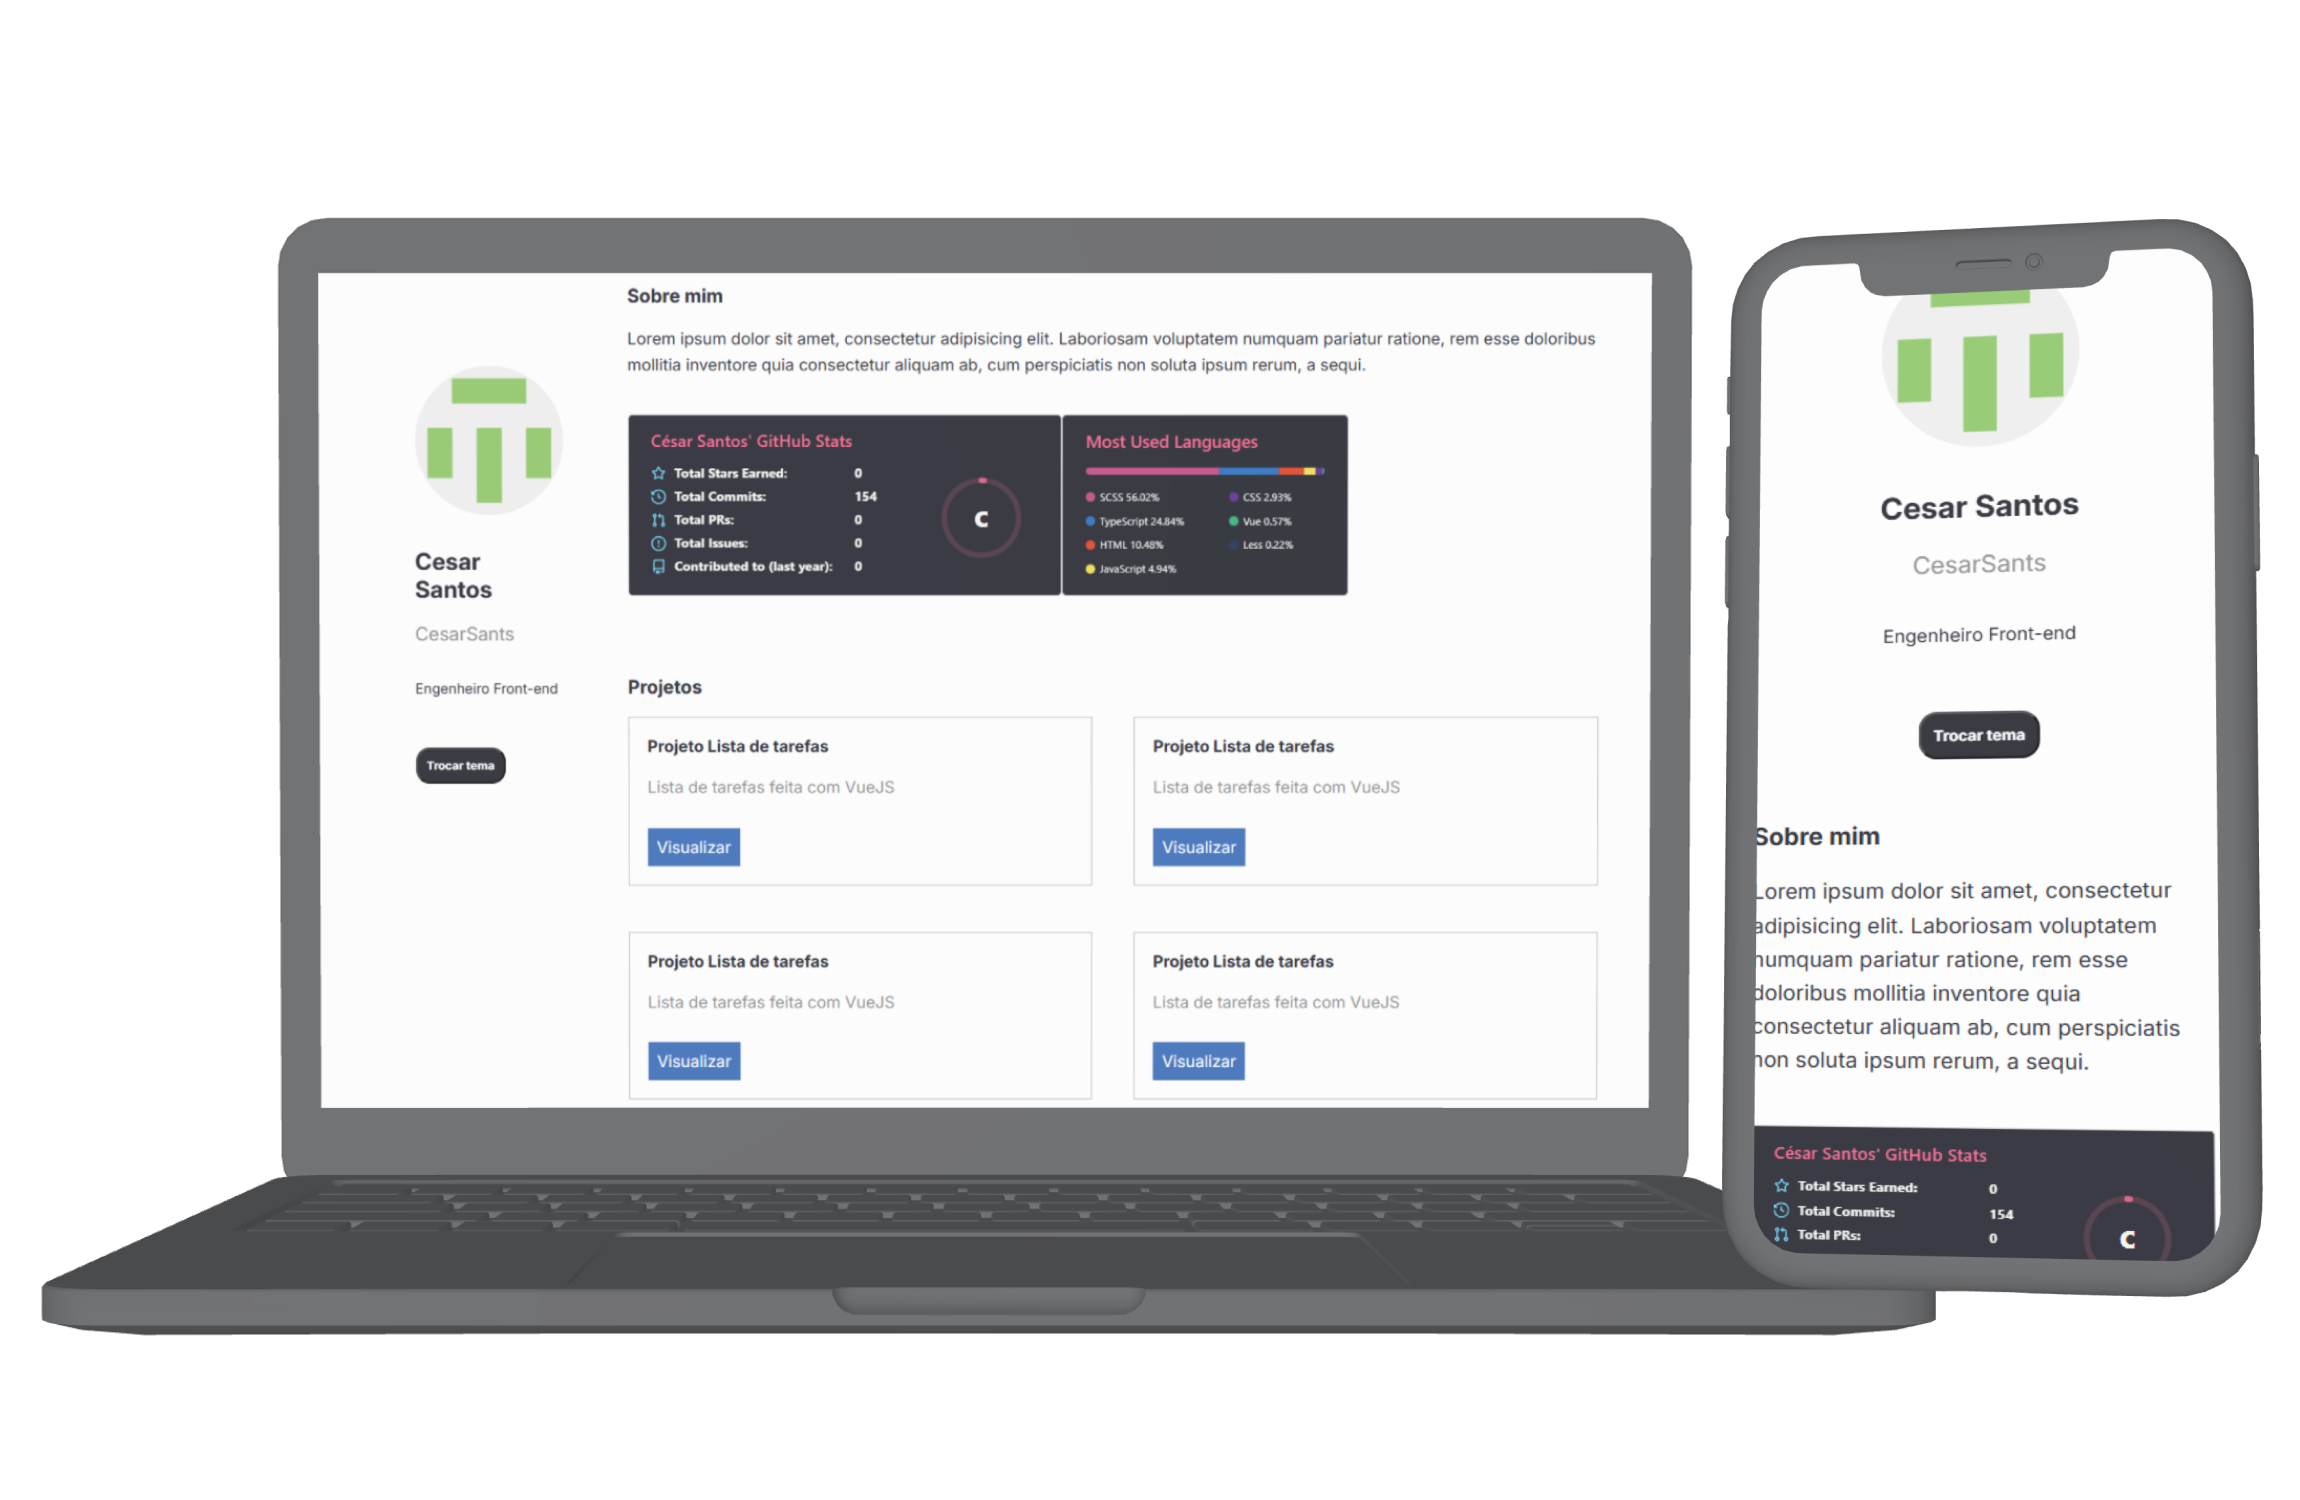 Cesar
Santos
CesarSants
Engenheiro Front-end
Trocar tema
Sobre mim
Lorem ipsum dolor sit amet, consectetur adipisicing elit. Laboriosam voluptatem numquam pariatur ratione, rem esse doloribus
mollitia inventore quia consectetur aliquam ab, cum perspiciatis non soluta ipsum rerum, a sequi.
César Santos' GitHub Stats
Total Stars Earned: 0
Total Commits: 154
Total PRs: 0
Total Issues: 0
Contributed to (last year): 0
C
Most Used Languages
SCSS 56.02%
TypeScript 24.84%
HTML 10.48%
JavaScript 4.94%
CSS 2.93%
Vue 0.57%
Less 0.22%
Projetos
Projeto Lista de tarefas
Lista de tarefas feita com VueJS
Visualizar
Projeto Lista de tarefas
Lista de tarefas feita com VueJS
Visualizar
Projeto Lista de tarefas
Lista de tarefas feita com VueJS
Visualizar
Projeto Lista de tarefas
Lista de tarefas feita com VueJS
Visualizar
Cesar Santos
CesarSants
Engenheiro Front-end
Trocar tema
Sobre mim
Lorem ipsum dolor sit amet, consectetur
adipisicing elit. Laboriosam voluptatem
numquam pariatur ratione, rem esse
doloribus mollitia inventore quia
consectetur aliquam ab, cum perspiciatis
non soluta ipsum rerum, a sequi.
César Santos' GitHub Stats
Total Stars Earned: 0
Total Commits: 154
Total PRs: 0
C